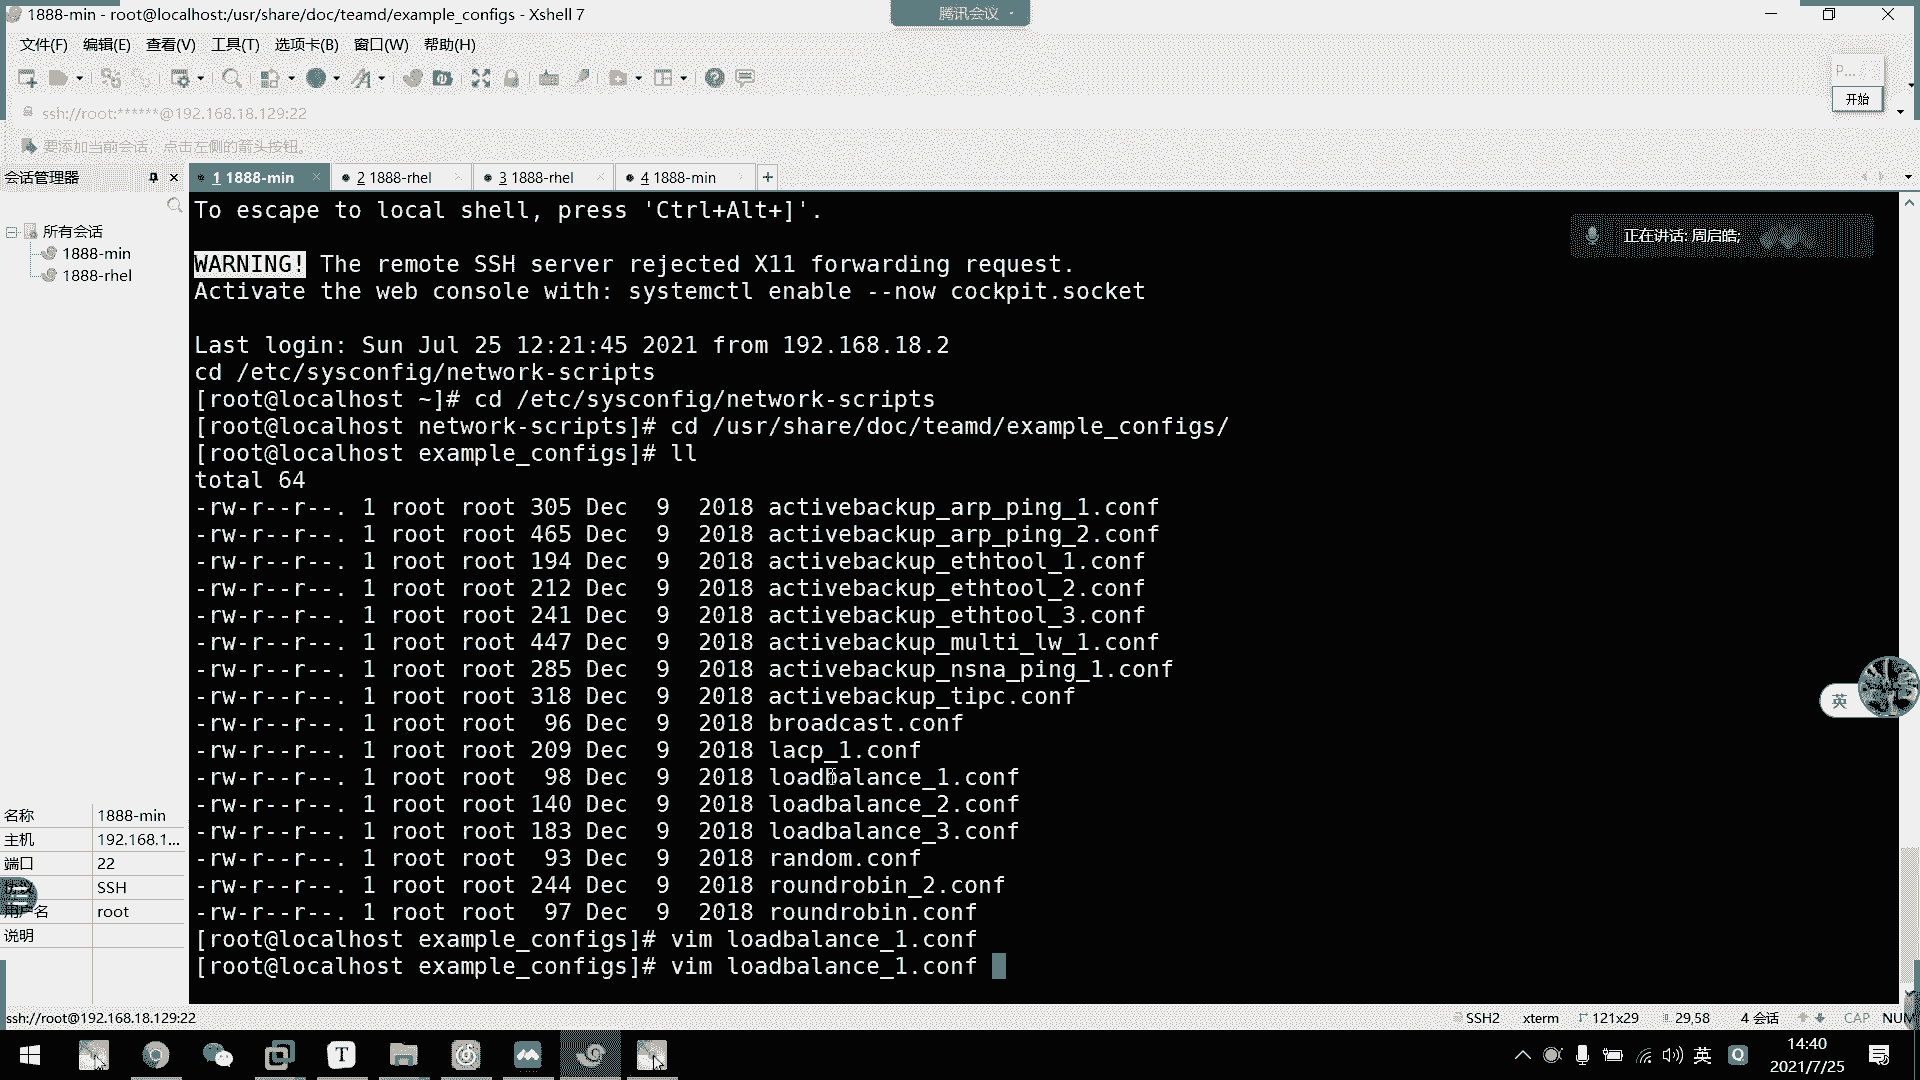 1888-min - root@localhost:/usr/share/doc/teamd/example_configs - Xshell 7
腾讯会议
文件(F) 编辑(E) 查看(V) 工具(T) 选项卡(B) 窗口(W) 帮助(H)
P...
开始
ssh://root:******@192.168.18.129:22
要添加当前会话，点击左侧的箭头按钮。
会话管理器
1 1888-min
2 1888-rhel
3 1888-rhel
4 1888-min
所有会话
1888-min
1888-rhel
正在讲话: 周启皓;
To escape to local shell, press 'Ctrl+Alt+]'.
WARNING! The remote SSH server rejected X11 forwarding request.
Activate the web console with: systemctl enable --now cockpit.socket
Last login: Sun Jul 25 12:21:45 2021 from 192.168.18.2
cd /etc/sysconfig/network-scripts
[root@localhost ~]# cd /etc/sysconfig/network-scripts
[root@localhost network-scripts]# cd /usr/share/doc/teamd/example_configs/
[root@localhost example_configs]# ll
total 64
-rw-r--r--. 1 root root 305 Dec  9  2018 activebackup_arp_ping_1.conf
-rw-r--r--. 1 root root 465 Dec  9  2018 activebackup_arp_ping_2.conf
-rw-r--r--. 1 root root 194 Dec  9  2018 activebackup_ethtool_1.conf
-rw-r--r--. 1 root root 212 Dec  9  2018 activebackup_ethtool_2.conf
-rw-r--r--. 1 root root 241 Dec  9  2018 activebackup_ethtool_3.conf
-rw-r--r--. 1 root root 447 Dec  9  2018 activebackup_multi_lw_1.conf
-rw-r--r--. 1 root root 285 Dec  9  2018 activebackup_nsna_ping_1.conf
-rw-r--r--. 1 root root 318 Dec  9  2018 activebackup_tipc.conf
-rw-r--r--. 1 root root  96 Dec  9  2018 broadcast.conf
-rw-r--r--. 1 root root 209 Dec  9  2018 lacp_1.conf
-rw-r--r--. 1 root root  98 Dec  9  2018 loadbalance_1.conf
-rw-r--r--. 1 root root 140 Dec  9  2018 loadbalance_2.conf
-rw-r--r--. 1 root root 183 Dec  9  2018 loadbalance_3.conf
-rw-r--r--. 1 root root  93 Dec  9  2018 random.conf
-rw-r--r--. 1 root root 244 Dec  9  2018 roundrobin_2.conf
-rw-r--r--. 1 root root  97 Dec  9  2018 roundrobin.conf
[root@localhost example_configs]# vim loadbalance_1.conf
[root@localhost example_configs]# vim loadbalance_1.conf
英
名称 1888-min
主机 192.168.1...
端口 22
SSH
用户名 root
说明
ssh://root@192.168.18.129:22
SSH2 xterm 121x29 29,58 4 会话 CAP NUM
英
14:40
2021/7/25